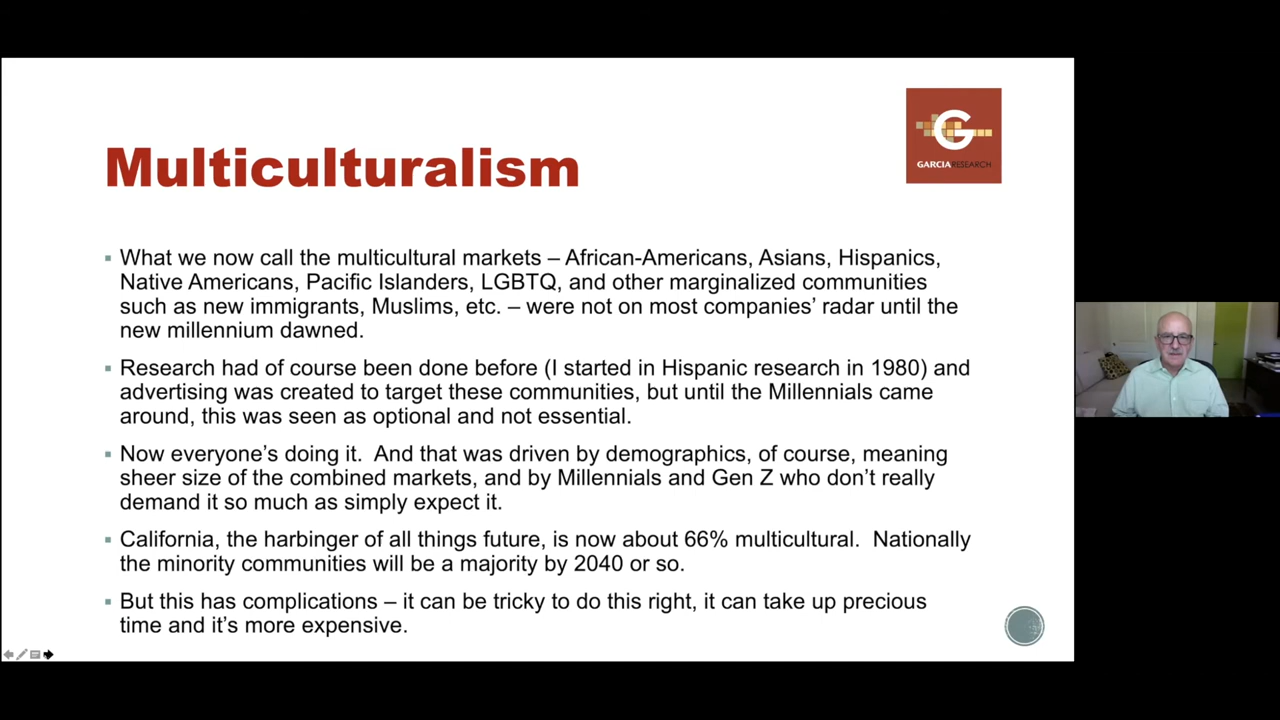 Multiculturalism
G
GARCIARESEARCH
▪ What we now call the multicultural markets – African-Americans, Asians, Hispanics,
Native Americans, Pacific Islanders, LGBTQ, and other marginalized communities
such as new immigrants, Muslims, etc. – were not on most companies’ radar until the
new millennium dawned.
▪ Research had of course been done before (I started in Hispanic research in 1980) and
advertising was created to target these communities, but until the Millennials came
around, this was seen as optional and not essential.
▪ Now everyone’s doing it.  And that was driven by demographics, of course, meaning
sheer size of the combined markets, and by Millennials and Gen Z who don’t really
demand it so much as simply expect it.
▪ California, the harbinger of all things future, is now about 66% multicultural.  Nationally
the minority communities will be a majority by 2040 or so.
▪ But this has complications – it can be tricky to do this right, it can take up precious
time and it’s more expensive.